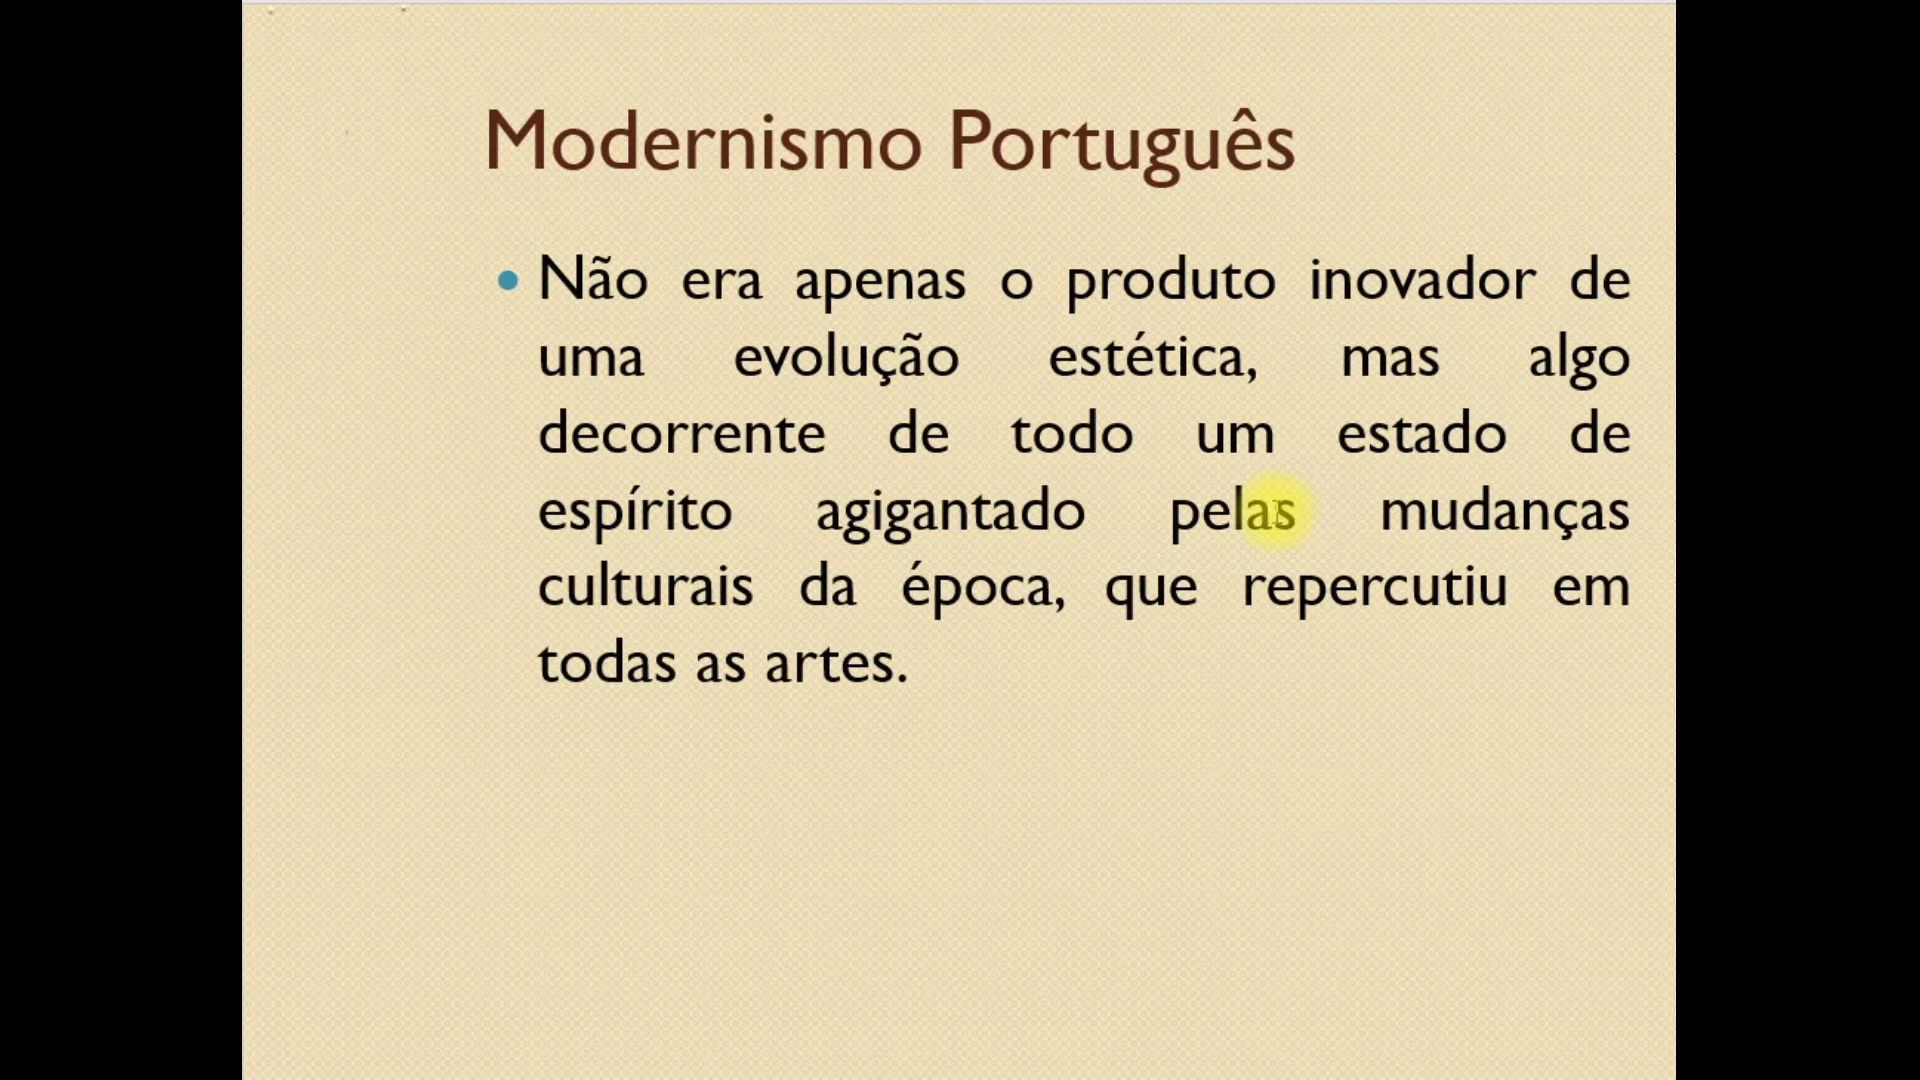 Modernismo Português
• Não era apenas o produto inovador de
uma evolução estética, mas algo
decorrente de todo um estado de
espírito agigantado pelas mudanças
culturais da época, que repercutiu em
todas as artes.